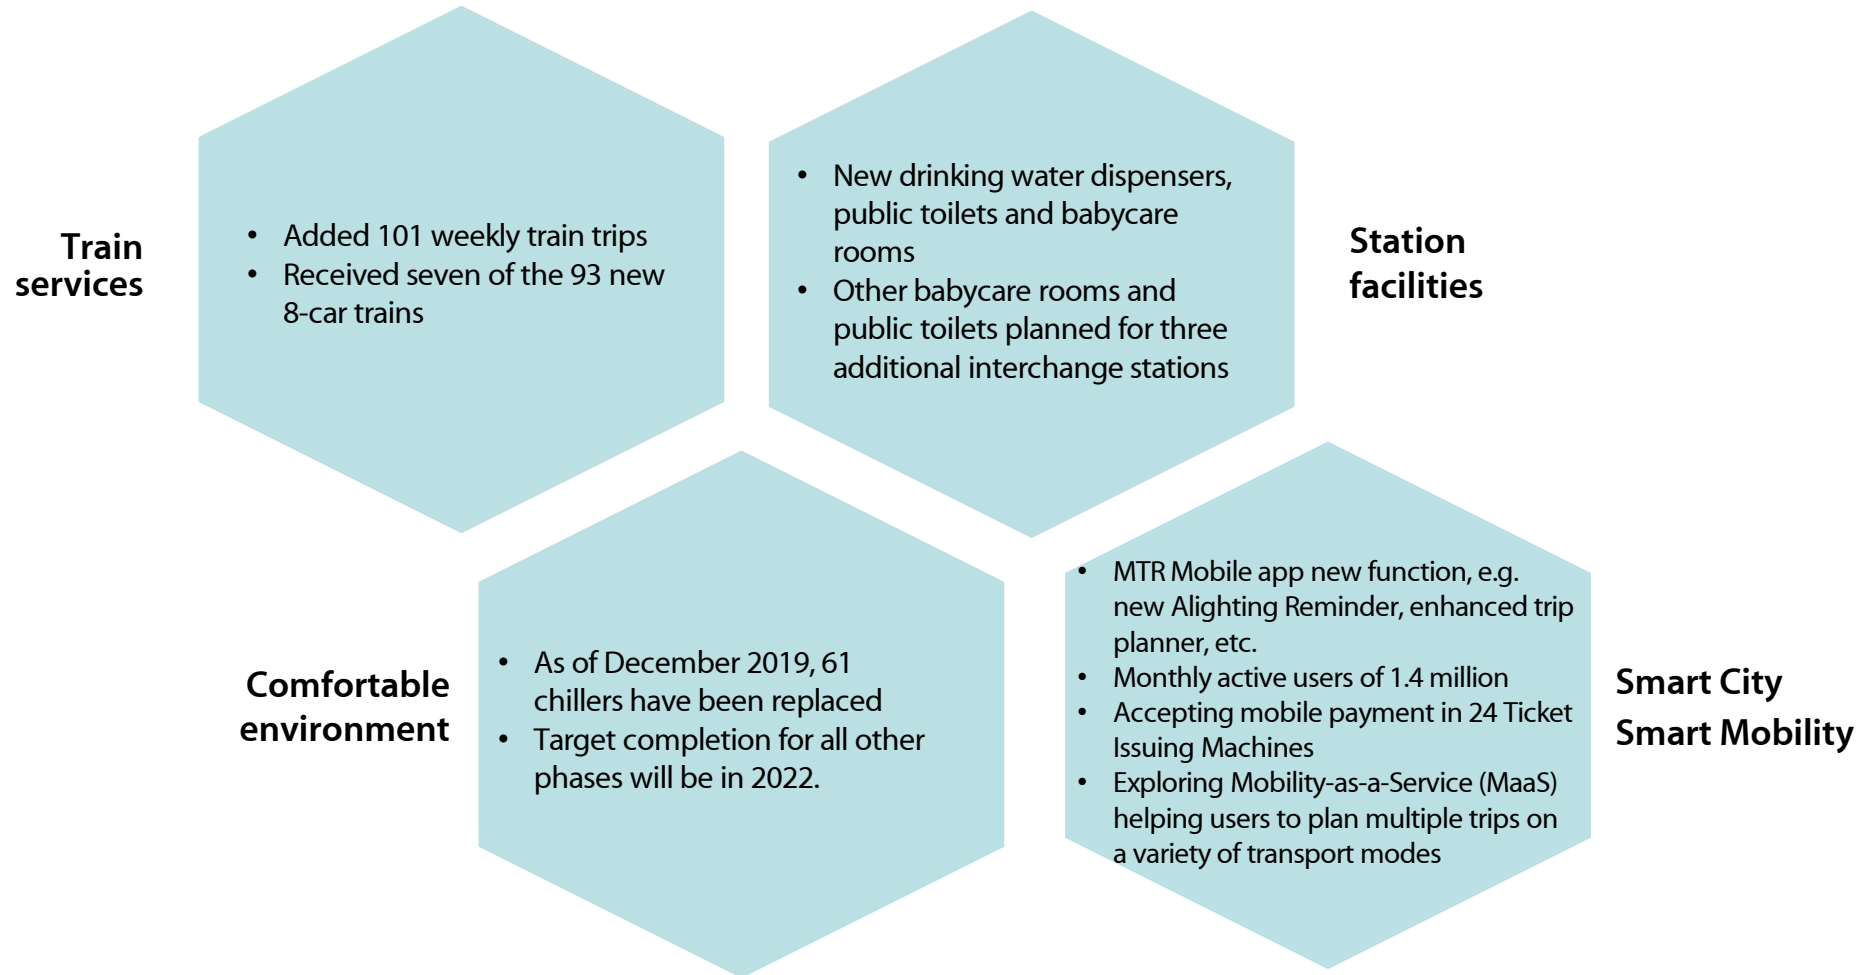 Train
services
• Added 101 weekly train trips
• Received seven of the 93 new
8-car trains
• New drinking water dispensers,
public toilets and babycare
rooms
• Other babycare rooms and
public toilets planned for three
additional interchange stations
Station
facilities
Comfortable
environment
• As of December 2019, 61
chillers have been replaced
• Target completion for all other
phases will be in 2022.
• MTR Mobile app new function, e.g.
new Alighting Reminder, enhanced trip
planner, etc.
• Monthly active users of 1.4 million
• Accepting mobile payment in 24 Ticket
Issuing Machines
• Exploring Mobility-as-a-Service (MaaS)
helping users to plan multiple trips on
a variety of transport modes
Smart City
Smart Mobility